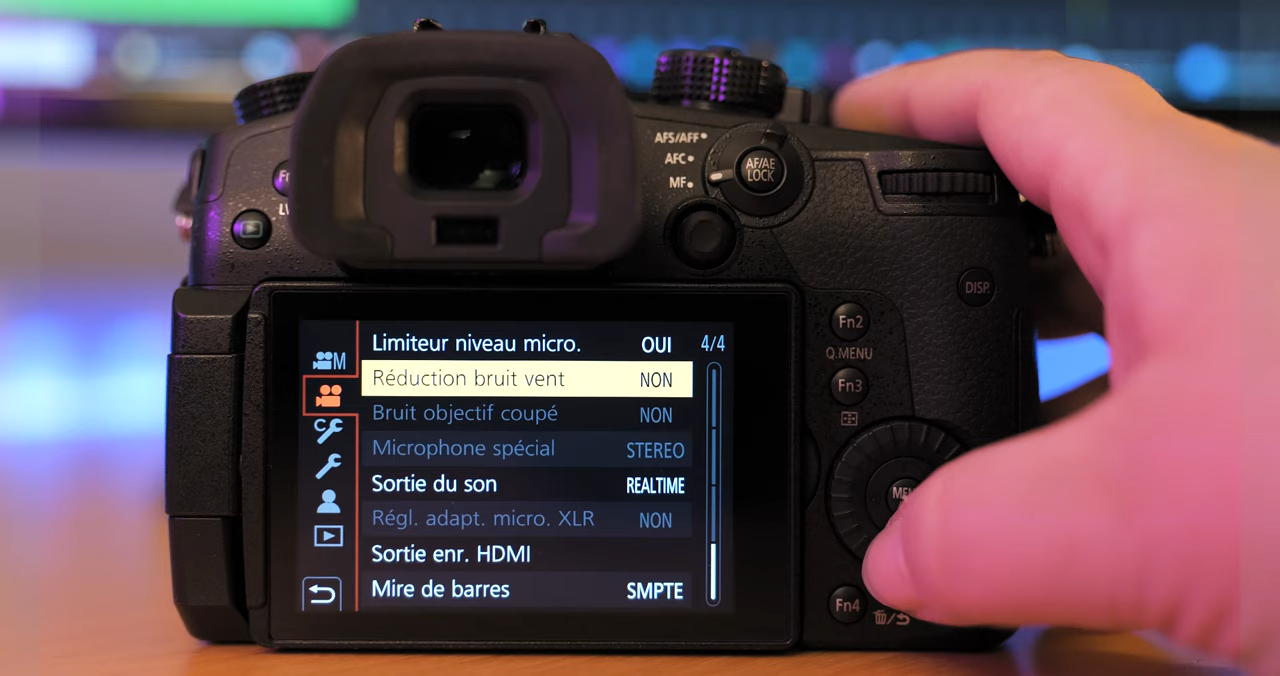 AFS/AFF
AFC
MF
AF/AE
LOCK
DISP.
Fn2
Q.MENU
Fn3
Fn4
M
C
Limiteur niveau micro. OUI 4/4
Réduction bruit vent NON
Bruit objectif coupé NON
Microphone spécial STEREO
Sortie du son REALTIME
Régl. adapt. micro. XLR NON
Sortie enr. HDMI
Mire de barres SMPTE